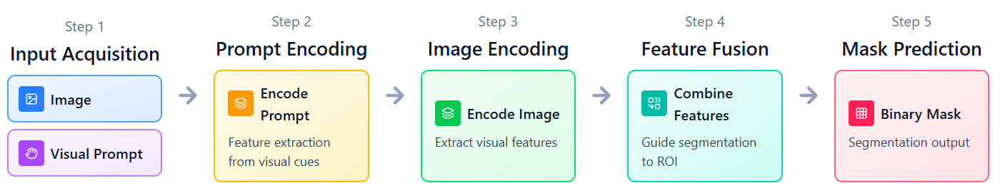 Step 1
Input Acquisition
Image
Visual Prompt
Step 2
Prompt Encoding
Encode
Prompt
Feature extraction
from visual cues
Step 3
Image Encoding
Encode Image
Extract visual features
Step 4
Feature Fusion
Combine
Features
Guide segmentation
to ROI
Step 5
Mask Prediction
Binary Mask
Segmentation output